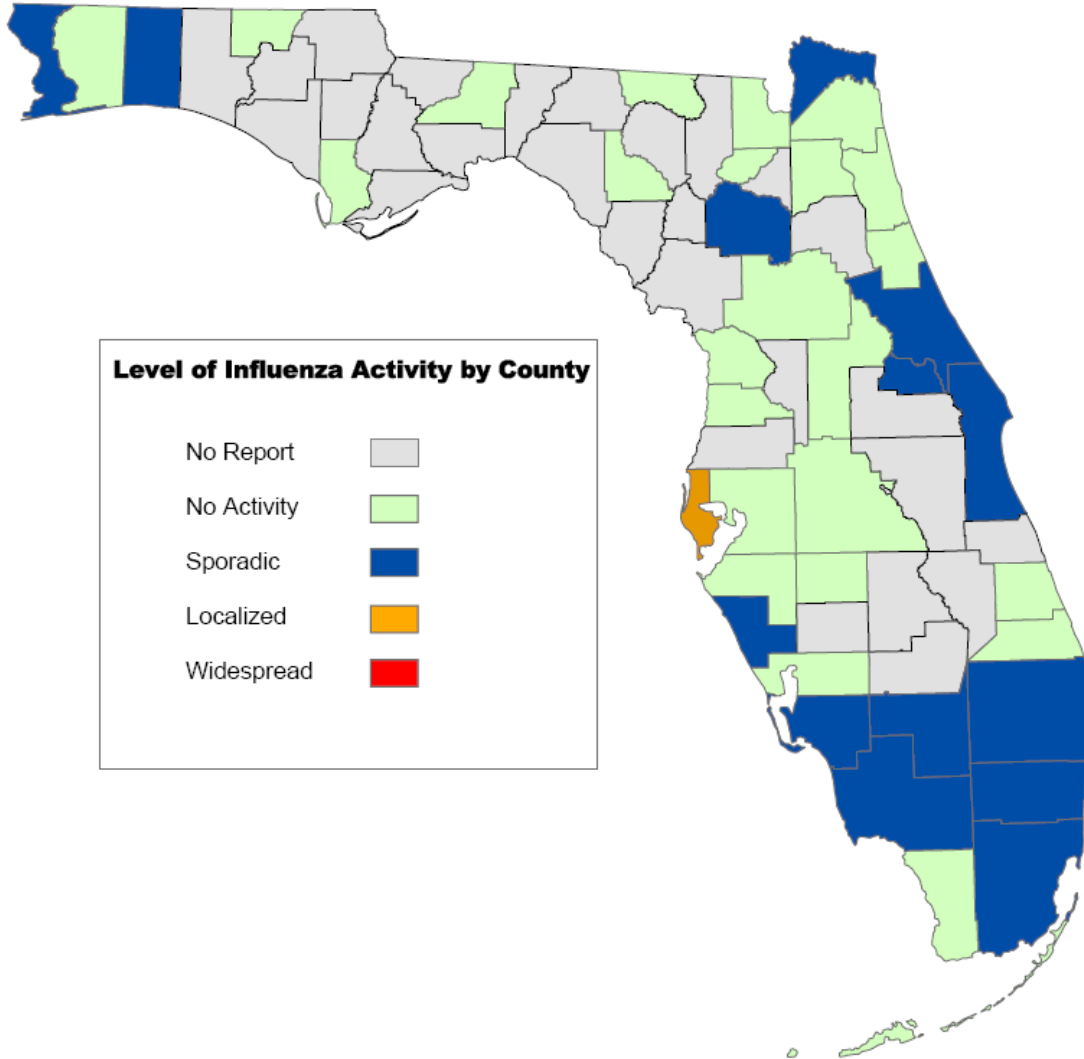 Level of Influenza Activity by County
No Report
No Activity
Sporadic
Localized
Widespread